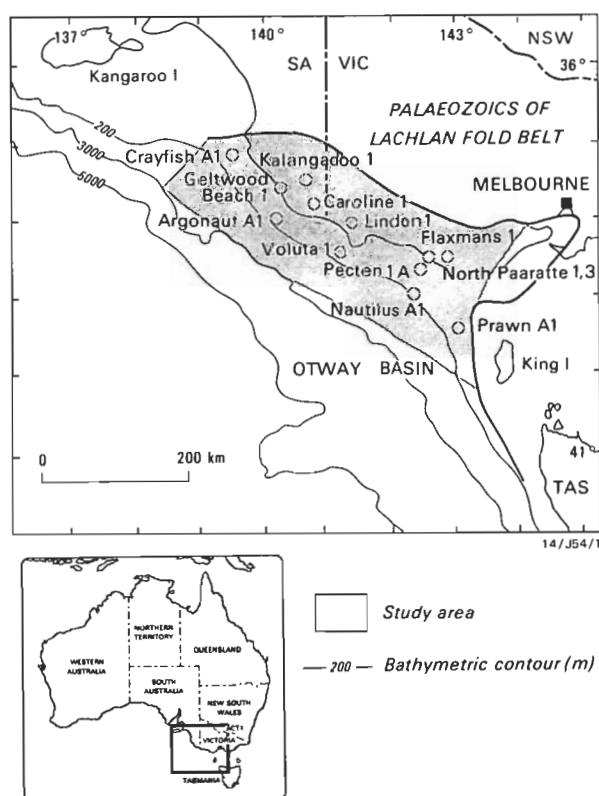 137° 140° 143°
NSW
36°
SA VIC
Kangaroo I
PALAEOZOICS OF
LACHLAN FOLD BELT
200
3000
5000
Crayfish A1
Kalangadoo 1
Geltwood
Beach 1
MELBOURNE
Caroline 1
Argonaut A1
Lindon 1
Flaxmans 1
Voluta 1
Pecten 1A
North Paaratte 1,3
Nautilus A1
Prawn A1
King I
OTWAY BASIN
0 200 km
41
TAS
14/J54/1
NORTHERN
TERRITORY
WESTERN
AUSTRALIA
QUEENSLAND
SOUTH
AUSTRALIA
NEW SOUTH
WALES
ACT
VICTORIA
TASMANIA
Study area
200 Bathymetric contour (m)